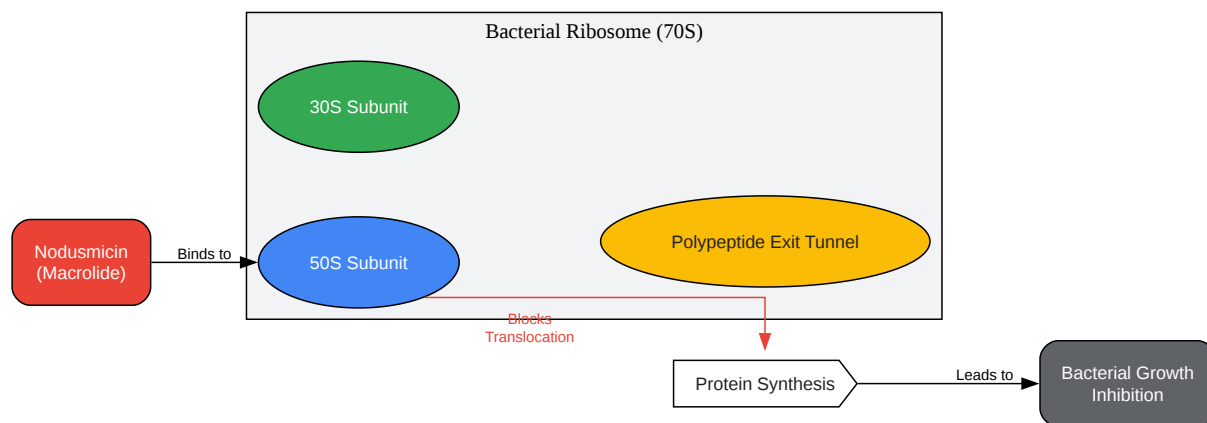 Bacterial Ribosome (70S)
30S Subunit
Nodusmicin
(Macrolide)
Binds to
50S Subunit
Polypeptide Exit Tunnel
Blocks
Translocation
Protein Synthesis
Leads to
Bacterial Growth
Inhibition